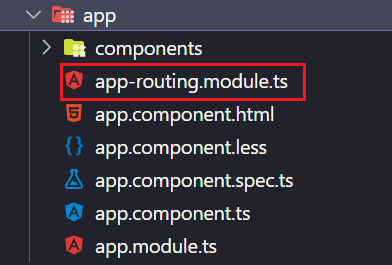 app
components
app-routing.module.ts
app.component.html
app.component.less
app.component.spec.ts
app.component.ts
app.module.ts